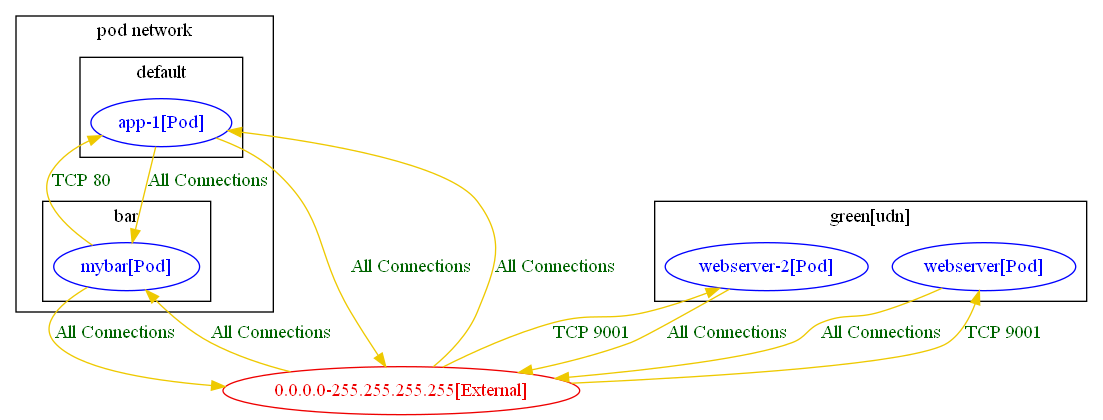 pod network
default
app-1[Pod]
TCP 80
All Connections
bar
green[udn]
mybar[Pod]
All Connections
All Connections
webserver-2[Pod]
webserver[Pod]
All Connections
All Connections
TCP 9001
All Connections
All Connections
TCP 9001
0.0.0.0-255.255.255.255[External]